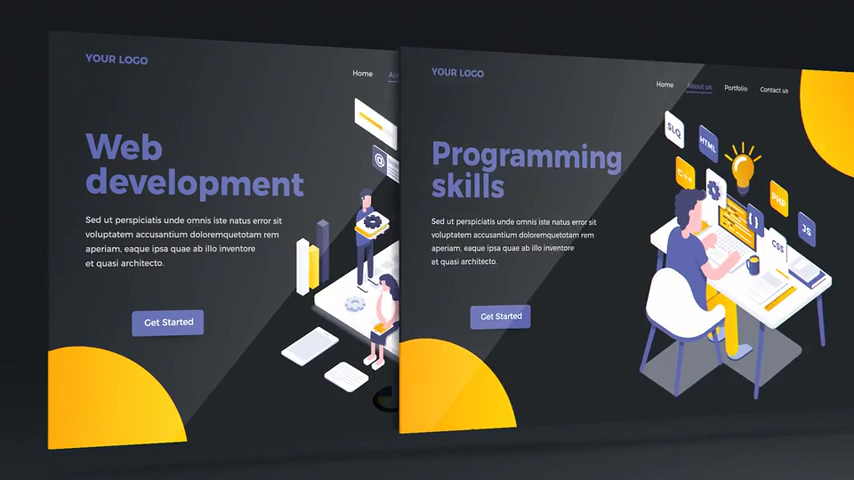 YOUR LOGO
Home
Web
development
Sed ut perspiciatis unde omnis iste natus error sit
voluptatem accusantium doloremquetotam rem
aperiam, eaque ipsa quae ab illo inventore
et quasi architecto.
Get Started
YOUR LOGO
Home About us Portfolio Contact us
Programming
skills
Sed ut perspiciatis unde omnis iste natus error sit
voluptatem accusantium doloremquetotam rem
aperiam, eaque ipsa quae ab illo inventore
et quasi architecto.
Get Started
SLQ
HTML
C++
PHP
{ }
JS
CSS